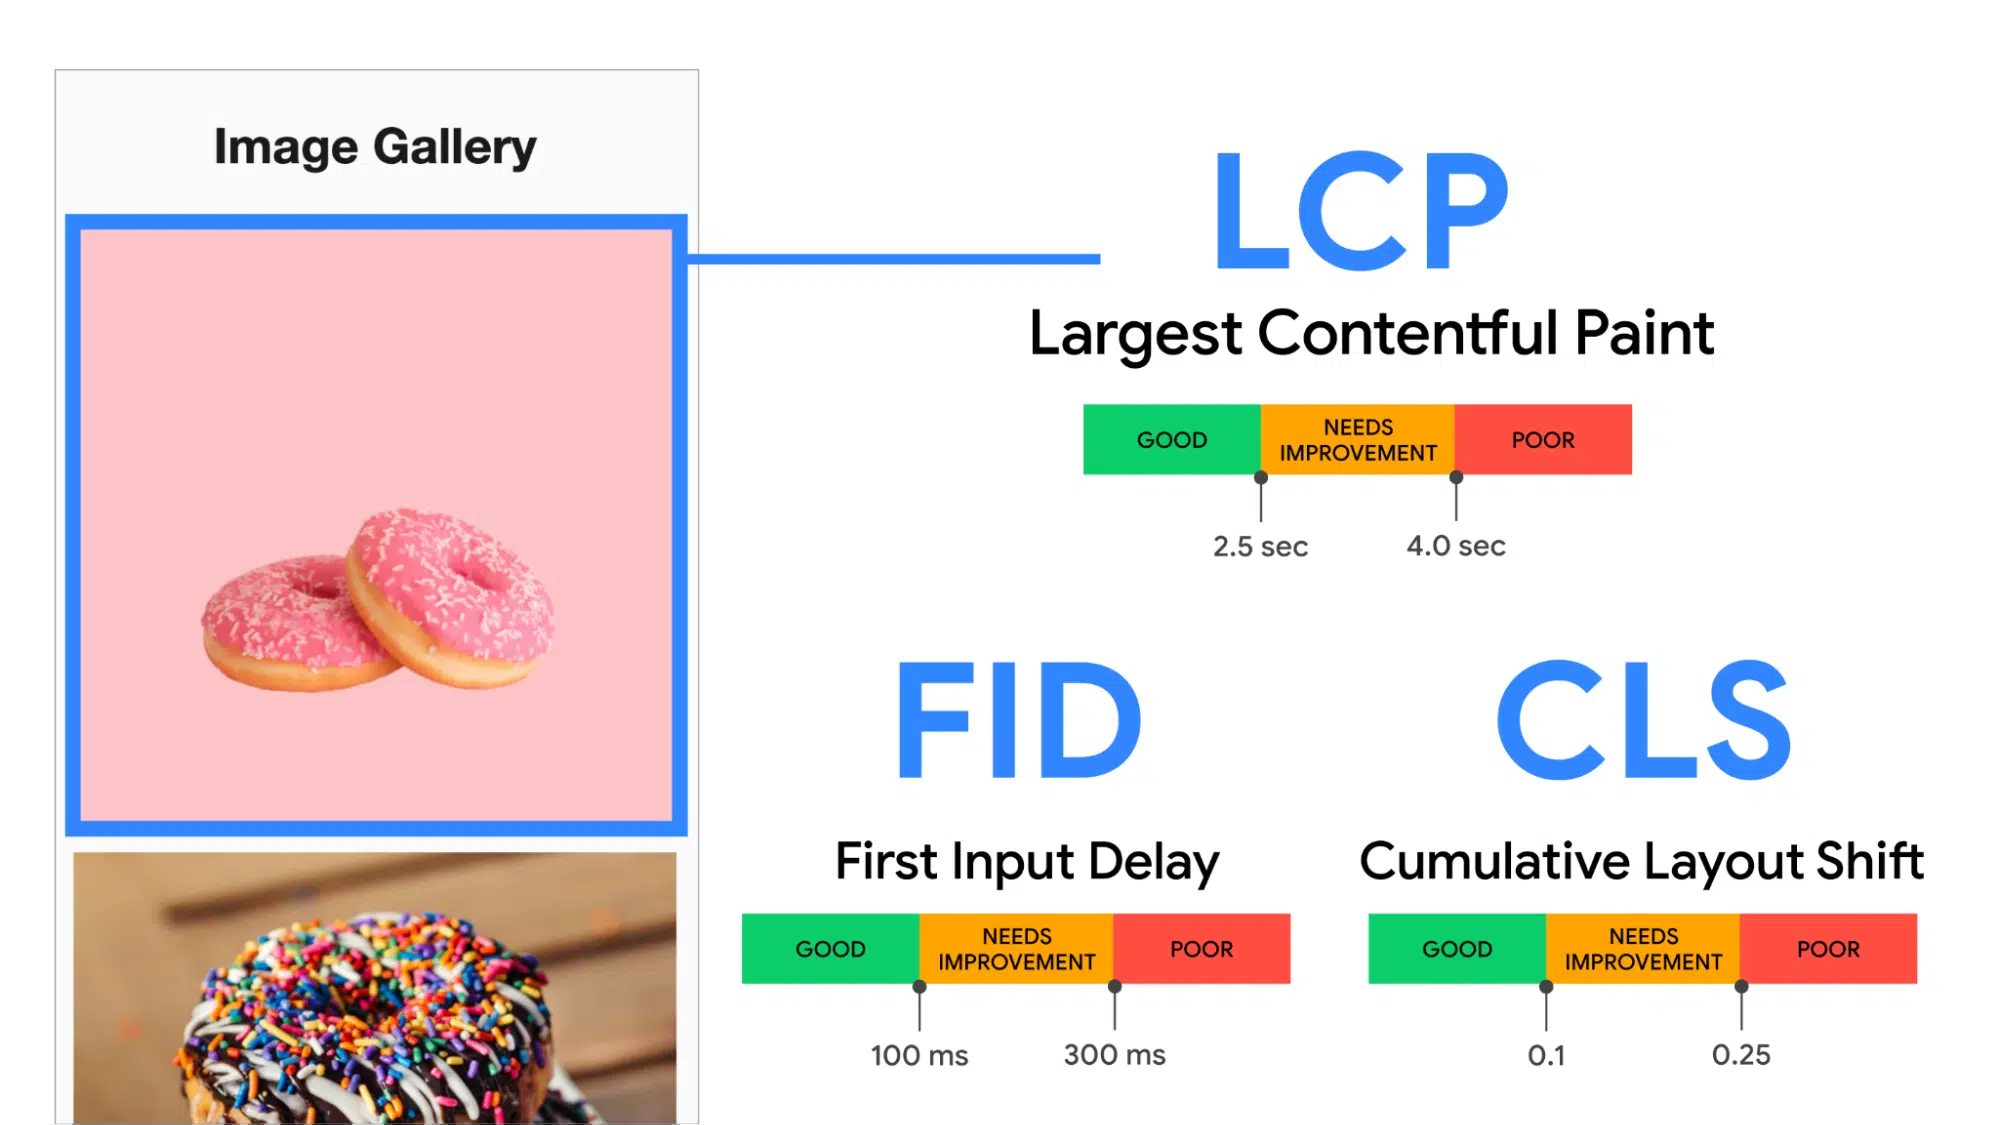 Image Gallery
LCP
Largest Contentful Paint
GOOD
NEEDS
IMPROVEMENT
POOR
2.5 sec
4.0 sec
FID
First Input Delay
GOOD
NEEDS
IMPROVEMENT
POOR
100 ms
300 ms
CLS
Cumulative Layout Shift
GOOD
NEEDS
IMPROVEMENT
POOR
0.1
0.25